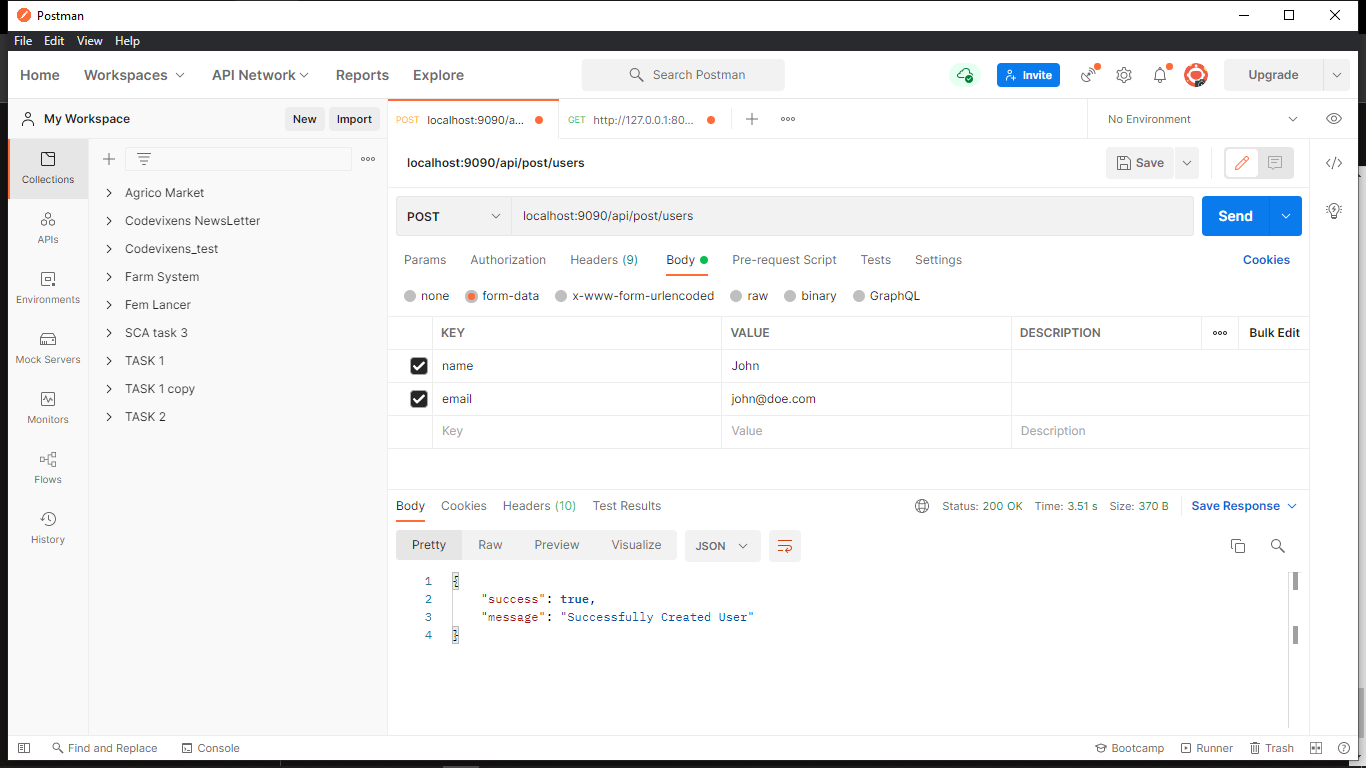 Postman
File Edit View Help
Home Workspaces API Network Reports Explore Search Postman Invite Upgrade
My Workspace New Import
POST localhost:9090/a... GET http://127.0.0.1:80... No Environment
Collections
APIs
Environments
Mock Servers
Monitors
Flows
History
Agrico Market
Codevixens NewsLetter
Codevixens_test
Farm System
Fem Lancer
SCA task 3
TASK 1
TASK 1 copy
TASK 2
localhost:9090/api/post/users Save
POST localhost:9090/api/post/users Send
Params Authorization Headers (9) Body Pre-request Script Tests Settings Cookies
none form-data x-www-form-urlencoded raw binary GraphQL
KEY VALUE DESCRIPTION Bulk Edit
name John
email john@doe.com
Key Value Description
Body Cookies Headers (10) Test Results Status: 200 OK Time: 3.51 s Size: 370 B Save Response
Pretty Raw Preview Visualize JSON
1 {
2 "success": true,
3 "message": "Successfully Created User"
4 }
Find and Replace Console Bootcamp Runner Trash